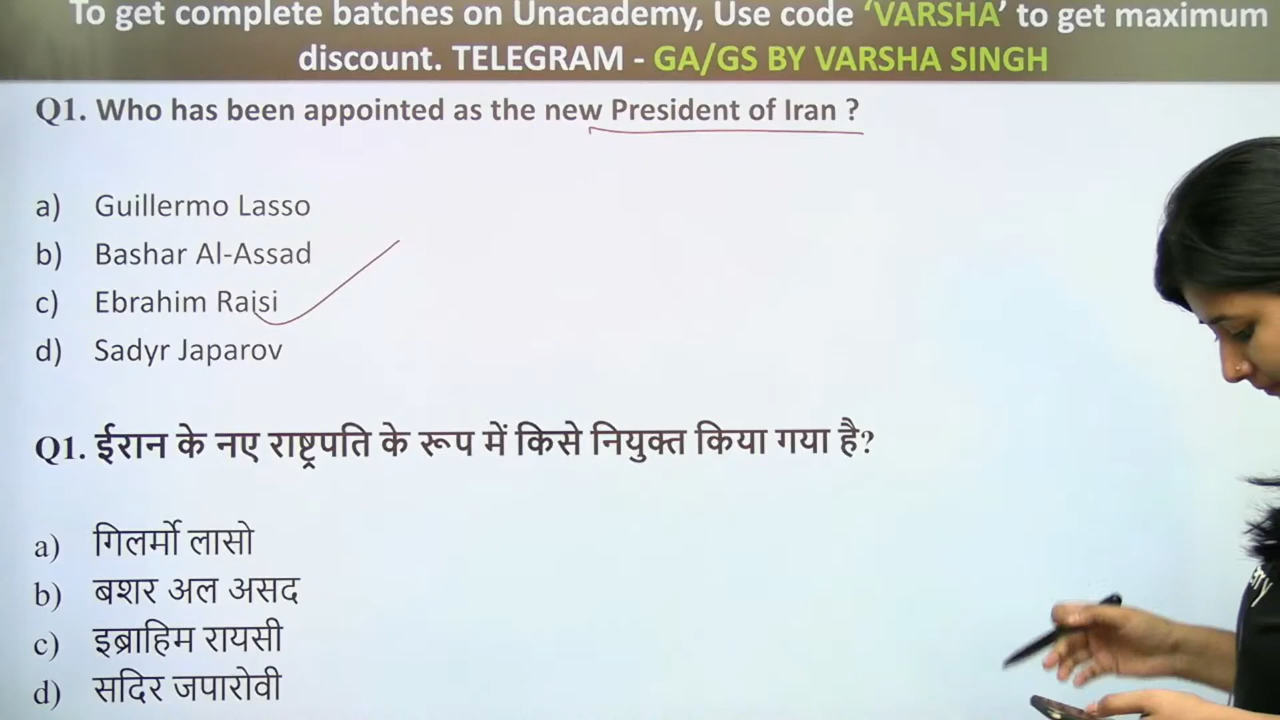 To get complete batches on Unacademy, Use code ‘VARSHA’ to get maximum
discount. TELEGRAM - GA/GS BY VARSHA SINGH
Q1. Who has been appointed as the new President of Iran ?
a) Guillermo Lasso
b) Bashar Al-Assad
c) Ebrahim Raisi
d) Sadyr Japarov
Q1. ईरान के नए राष्ट्रपति के रूप में किसे नियुक्त किया गया है?
a) गिलर्मो लासो
b) बशर अल असद
c) इब्राहिम रायसी
d) सदिर जपारोवी